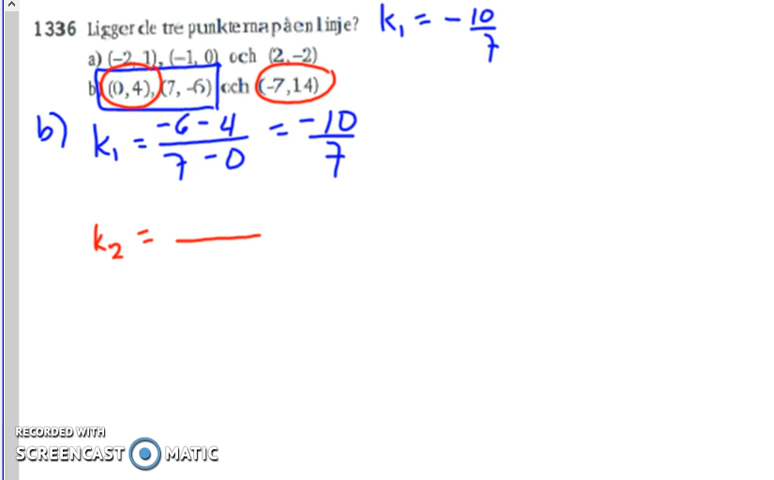 1336 Ligger de tre punkterna på en linje?
k₁ = -10/7
a) (-2, 1), (-1, 0) och (2, -2)
b) (0,4), (7, -6) och (-7,14)
b) k₁ = -6-4/7-0 = -10/7
k₂ =
RECORDED WITH
SCREENCAST MATIC